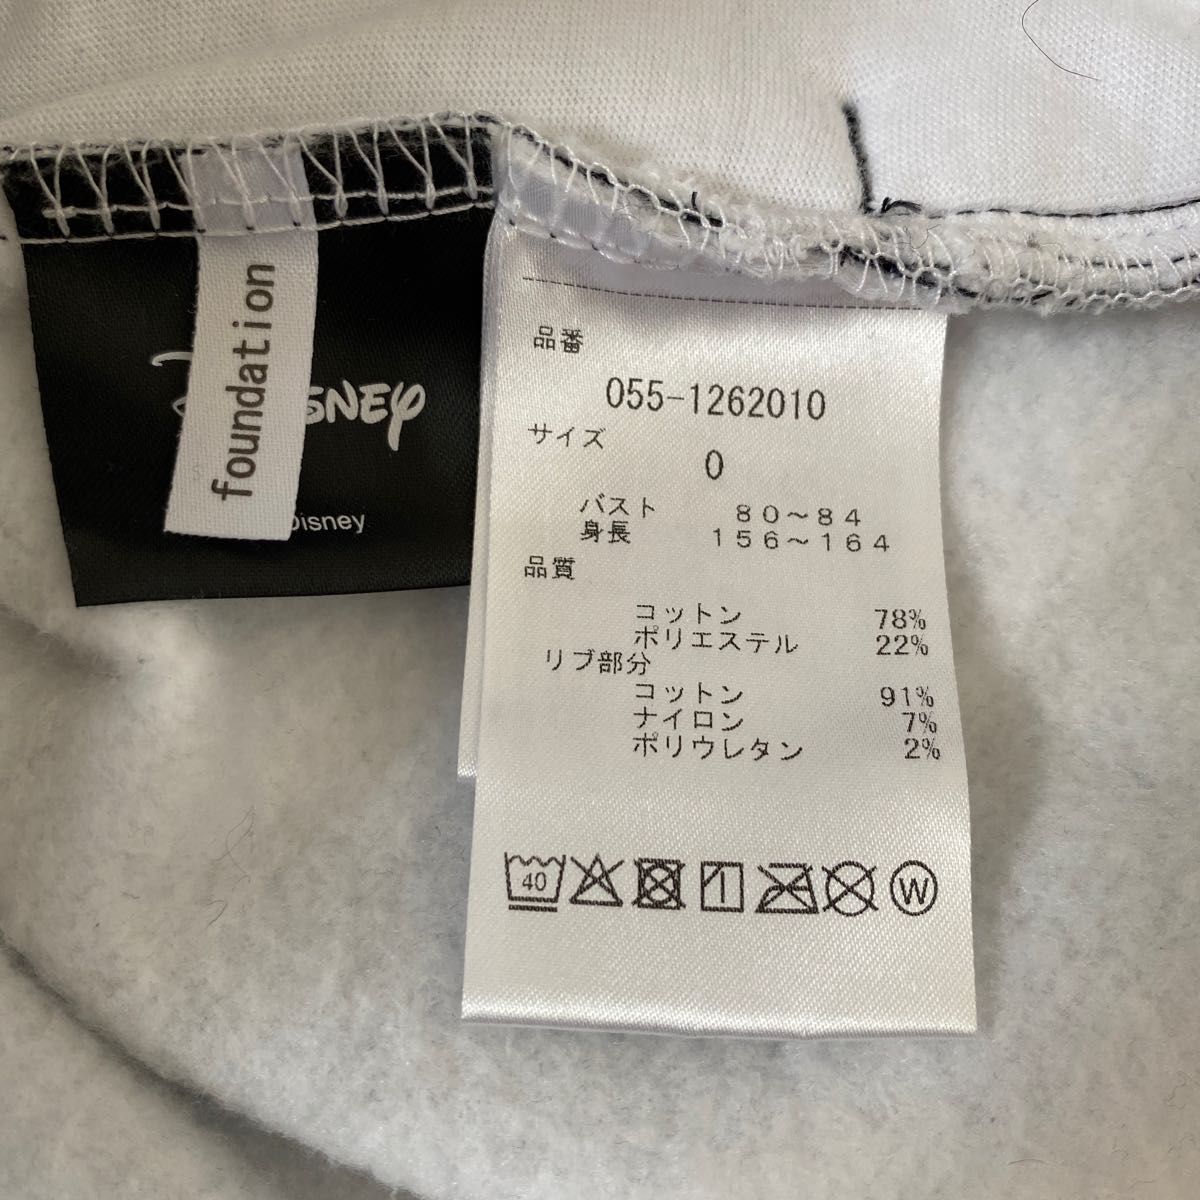 foundation
DISNEY
Disney
品番
055-1262010
サイズ
0
バスト 80～84
身長 156～164
品質
コットン 78%
ポリエステル 22%
リブ部分
コットン 91%
ナイロン 7%
ポリウレタン 2%
40
W